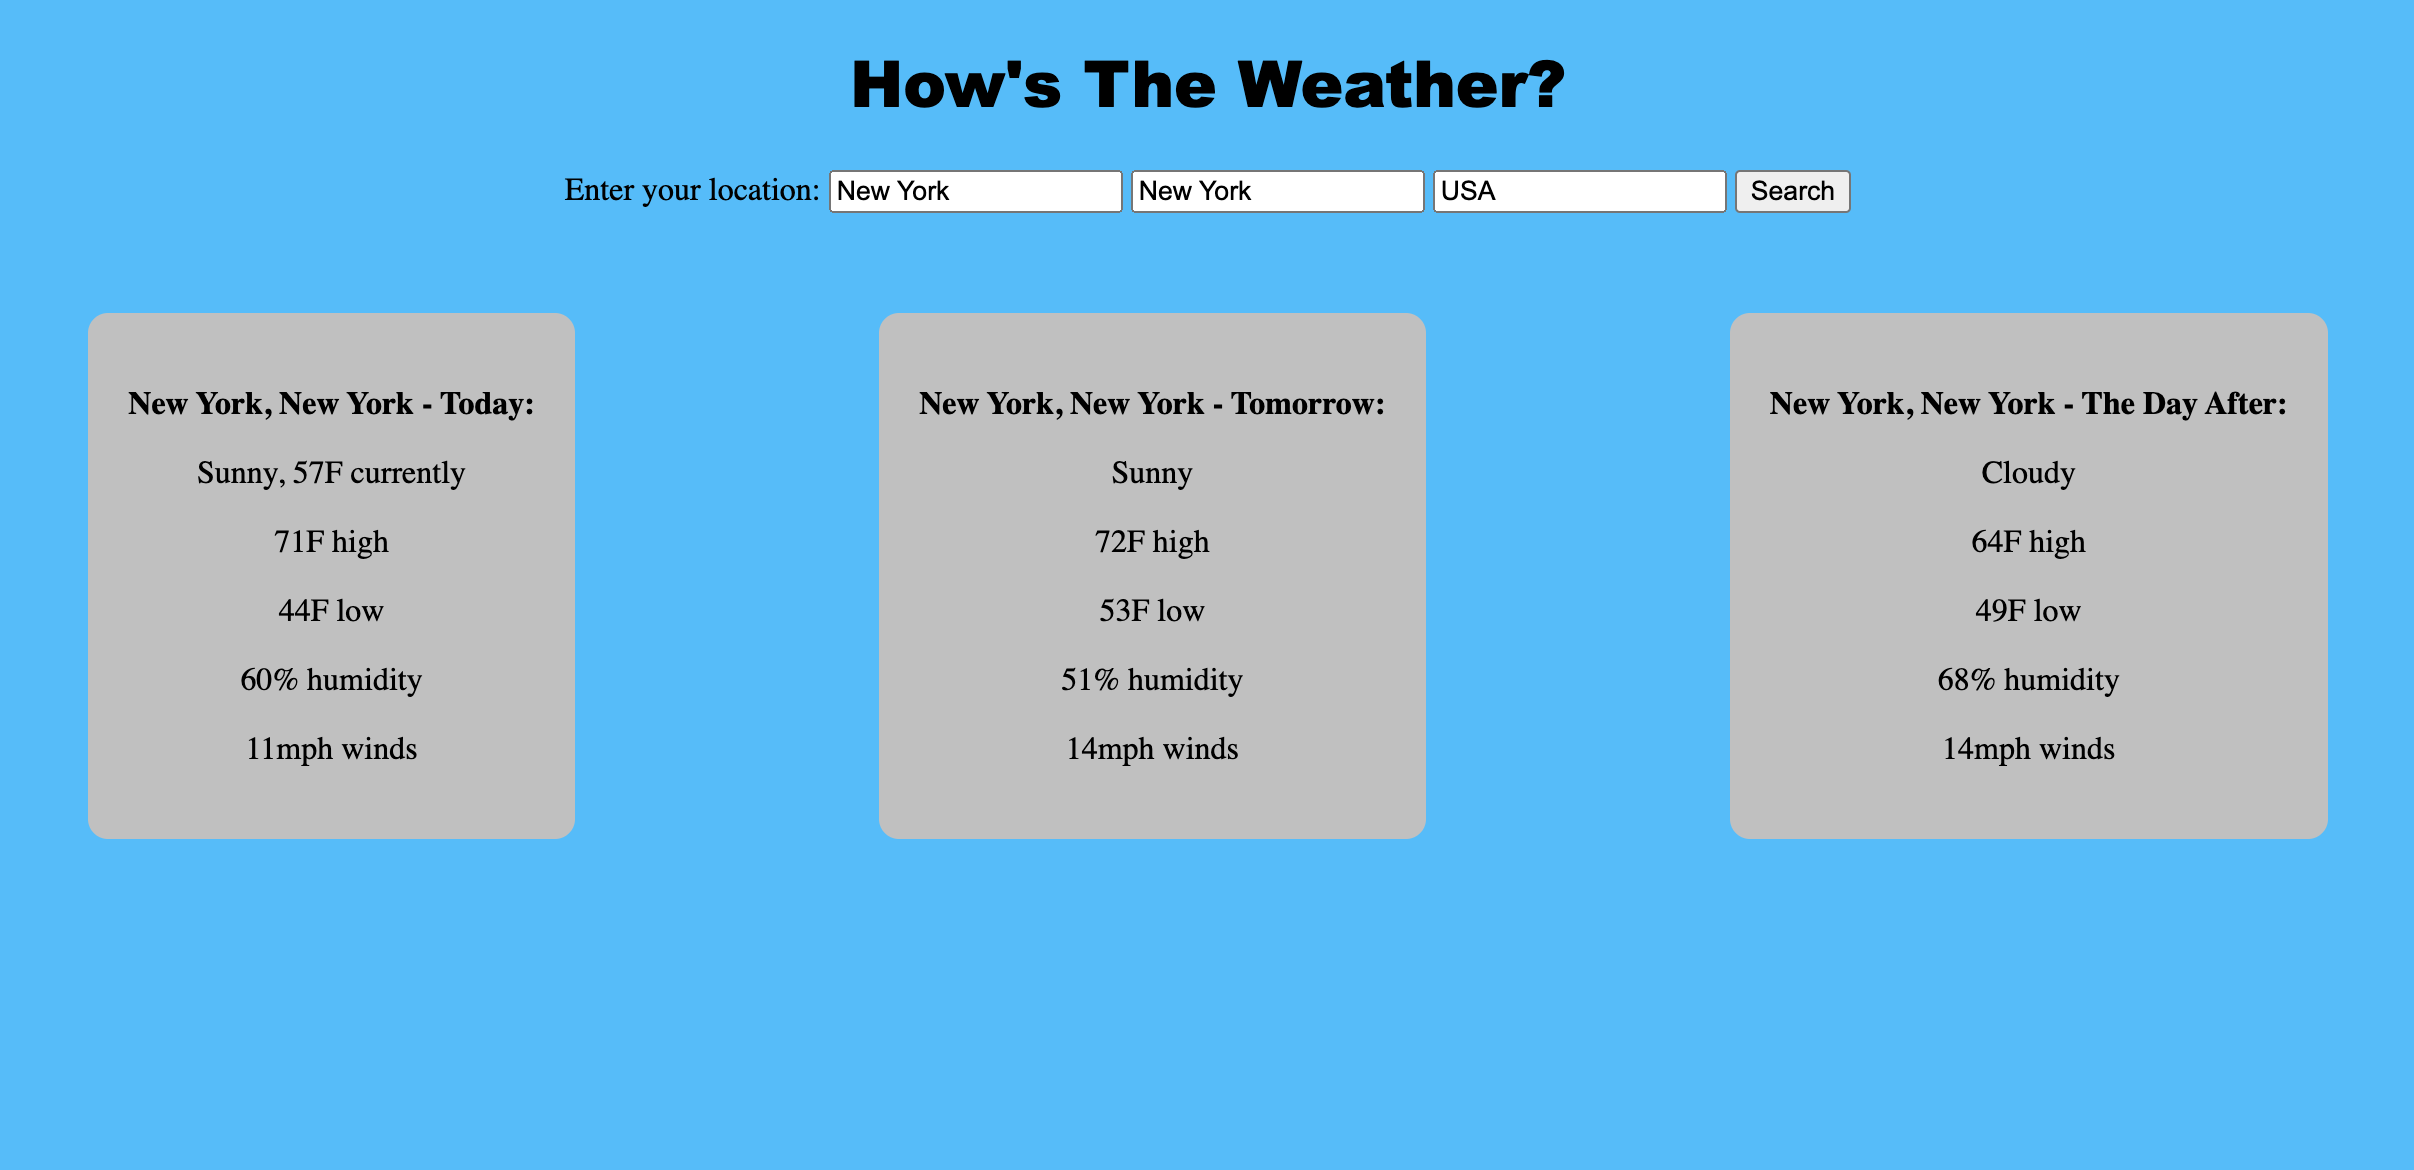 How's The Weather?
Enter your location: New York New York USA Search
New York, New York - Today:
Sunny, 57F currently
71F high
44F low
60% humidity
11mph winds
New York, New York - Tomorrow:
Sunny
72F high
53F low
51% humidity
14mph winds
New York, New York - The Day After:
Cloudy
64F high
49F low
68% humidity
14mph winds